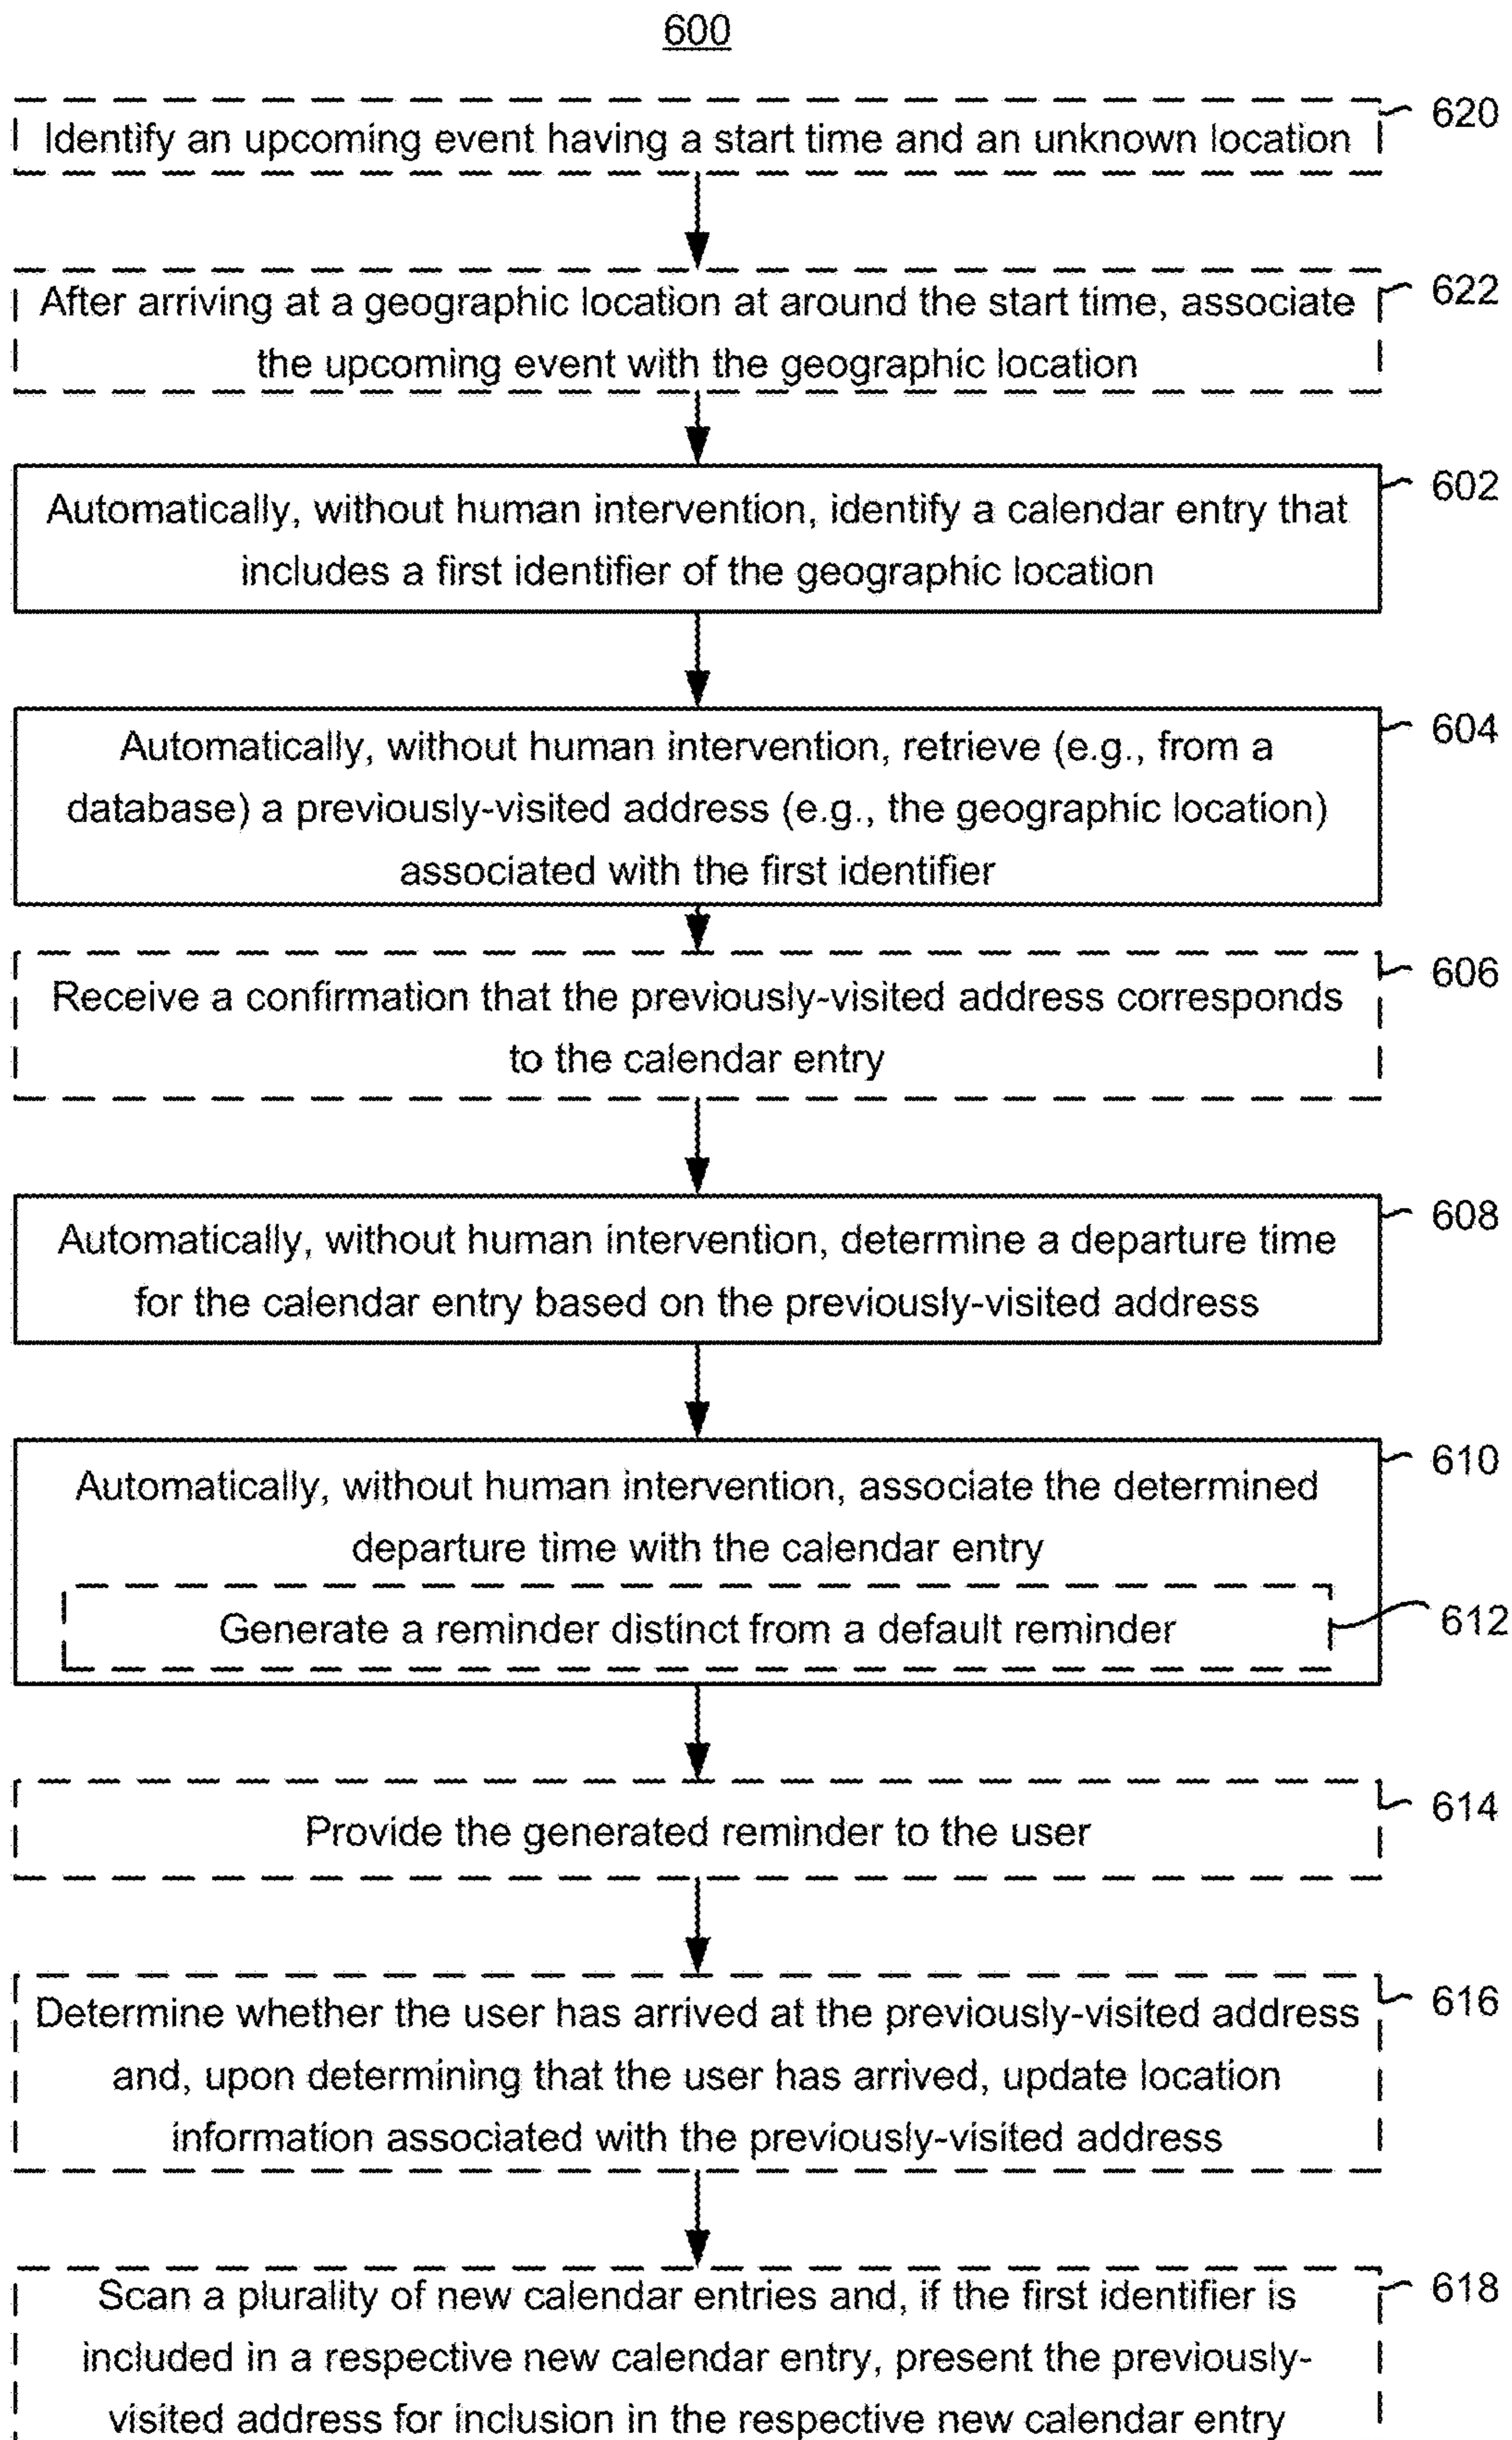 600
Identify an upcoming event having a start time and an unknown location
620
After arriving at a geographic location at around the start time, associate
the upcoming event with the geographic location
622
Automatically, without human intervention, identify a calendar entry that
includes a first identifier of the geographic location
602
Automatically, without human intervention, retrieve (e.g., from a
database) a previously-visited address (e.g., the geographic location)
associated with the first identifier
604
Receive a confirmation that the previously-visited address corresponds
to the calendar entry
606
Automatically, without human intervention, determine a departure time
for the calendar entry based on the previously-visited address
608
Automatically, without human intervention, associate the determined
departure time with the calendar entry
610
Generate a reminder distinct from a default reminder
612
Provide the generated reminder to the user
614
Determine whether the user has arrived at the previously-visited address
and, upon determining that the user has arrived, update location
information associated with the previously-visited address
616
Scan a plurality of new calendar entries and, if the first identifier is
included in a respective new calendar entry, present the previously-
visited address for inclusion in the respective new calendar entry
618